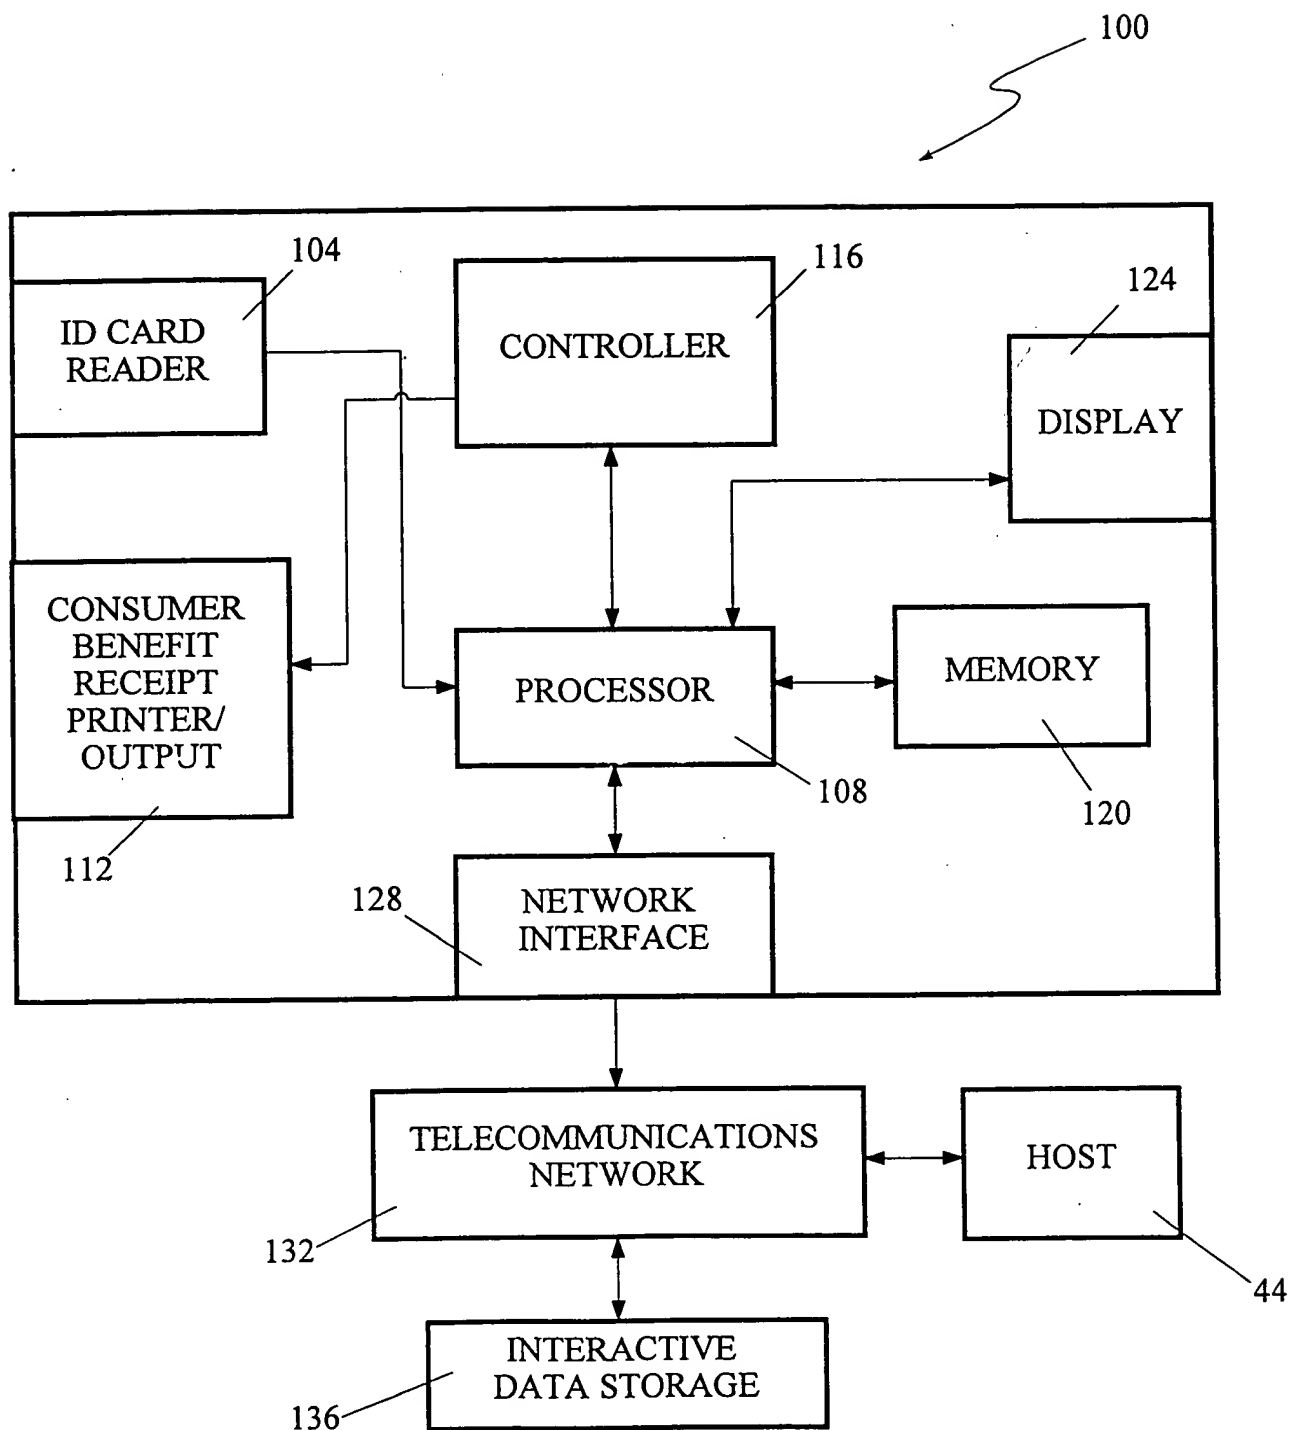 100
104
ID CARD
READER
CONTROLLER
116
124
DISPLAY
CONSUMER
BENEFIT
RECEIPT
PRINTER/
OUTPUT
112
PROCESSOR
108
MEMORY
120
128
NETWORK
INTERFACE
TELECOMMUNICATIONS
NETWORK
132
HOST
44
INTERACTIVE
DATA STORAGE
136